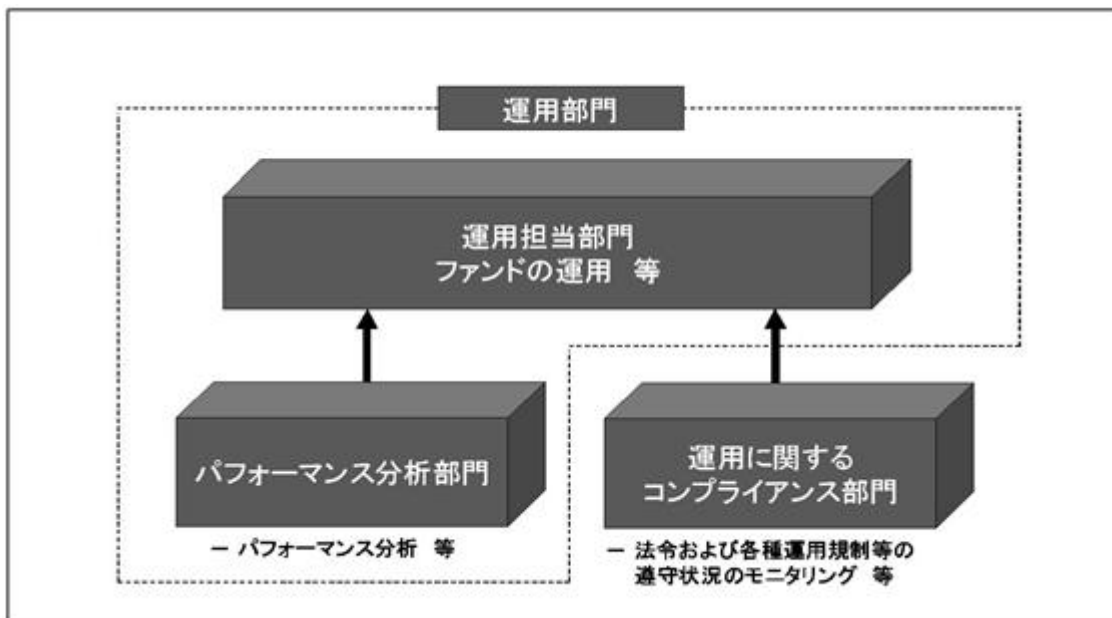 運用部門
運用担当部門
ファンドの運用 等
パフォーマンス分析部門
運用に関する
コンプライアンス部門
－ パフォーマンス分析 等
－ 法令および各種運用規制等の
遵守状況のモニタリング 等